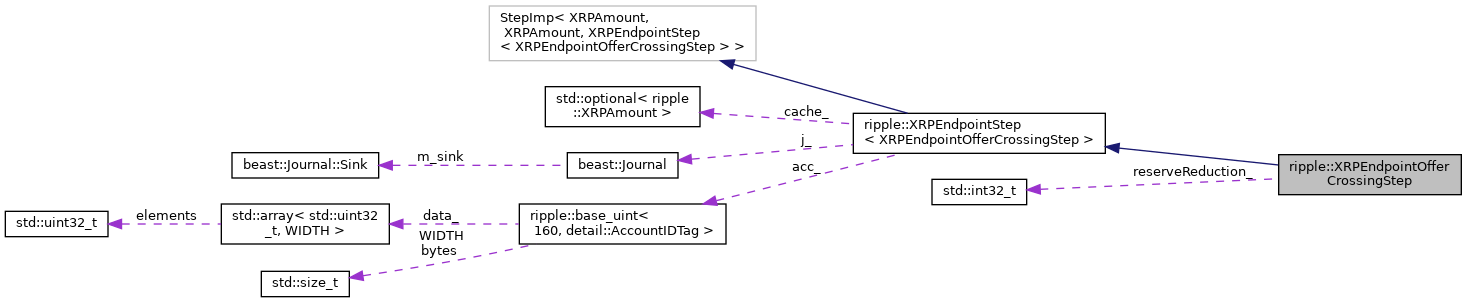 StepImp< XRPAmount,
XRPAmount, XRPEndpointStep
< XRPEndpointOfferCrossingStep > >
std::optional< ripple
::XRPAmount >
cache_
ripple::XRPEndpointStep
< XRPEndpointOfferCrossingStep >
j_
beast::Journal::Sink
m_sink
beast::Journal
acc_
ripple::XRPEndpointOffer
CrossingStep
reserveReduction_
std::int32_t
std::uint32_t
elements
std::array< std::uint32
_t, WIDTH >
data_
ripple::base_uint<
160, detail::AccountIDTag >
WIDTH
bytes
std::size_t